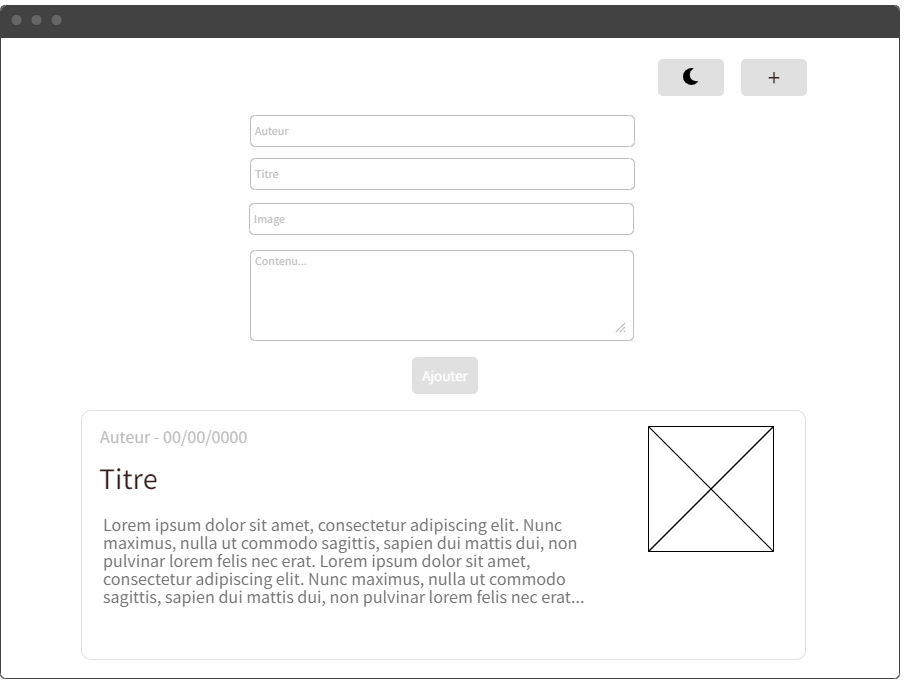 +
Auteur
Titre
Image
Contenu...
Ajouter
Auteur - 00/00/0000
Titre
Lorem ipsum dolor sit amet, consectetur adipiscing elit. Nunc
maximus, nulla ut commodo sagittis, sapien dui mattis dui, non
pulvinar lorem felis nec erat. Lorem ipsum dolor sit amet,
consectetur adipiscing elit. Nunc maximus, nulla ut commodo
sagittis, sapien dui mattis dui, non pulvinar lorem felis nec erat...